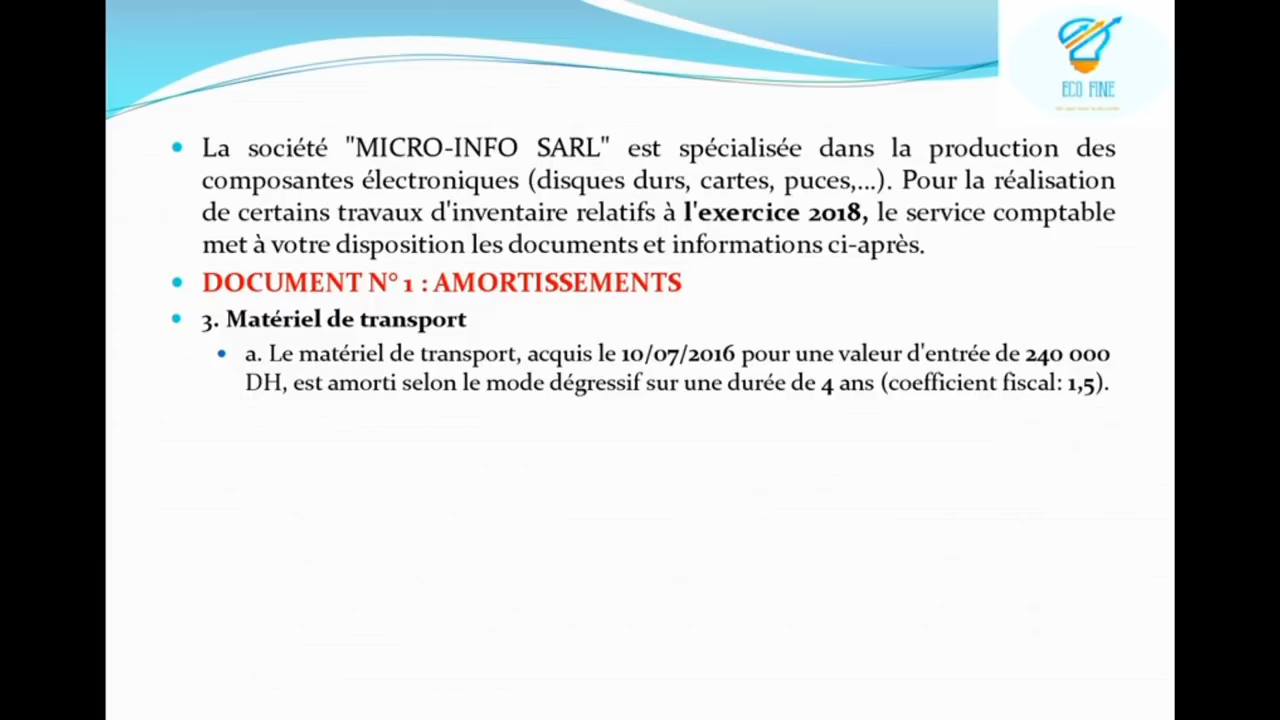 ECO FINE
La société "MICRO-INFO SARL" est spécialisée dans la production des
composantes électroniques (disques durs, cartes, puces,...). Pour la réalisation
de certains travaux d'inventaire relatifs à l'exercice 2018, le service comptable
met à votre disposition les documents et informations ci-après.
DOCUMENT N° 1 : AMORTISSEMENTS
3. Matériel de transport
a. Le matériel de transport, acquis le 10/07/2016 pour une valeur d'entrée de 240 000
DH, est amorti selon le mode dégressif sur une durée de 4 ans (coefficient fiscal: 1,5).